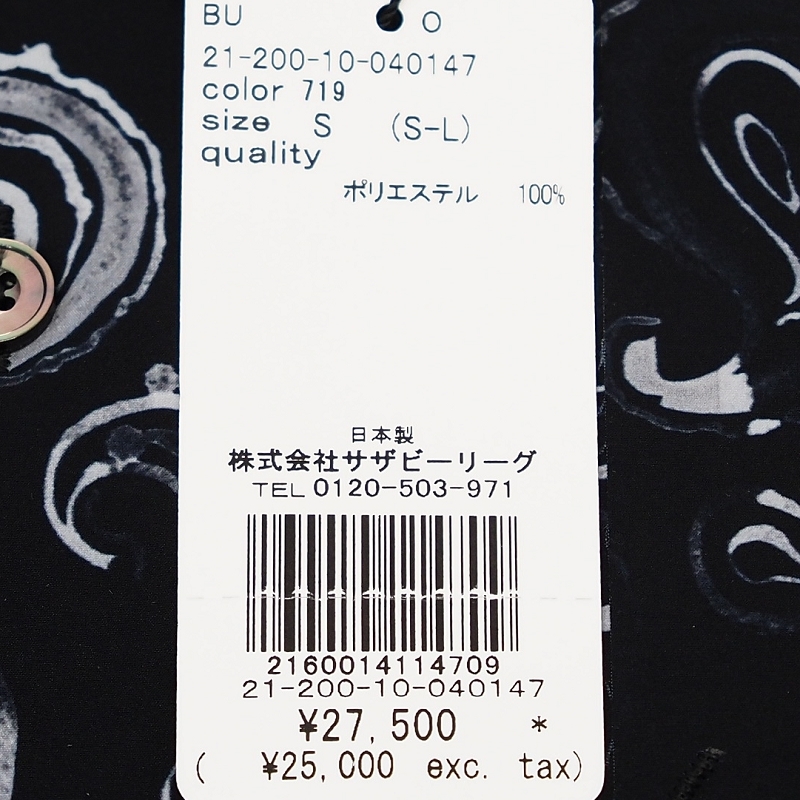 BU O
21-200-10-040147
color 719
size S (S-L)
quality
ポリエステル 100%
日本製
株式会社サザビーリーグ
TEL 0120-503-971
2160014114709
21-200-10-040147
¥27,500 *
( ¥25,000 exc. tax)